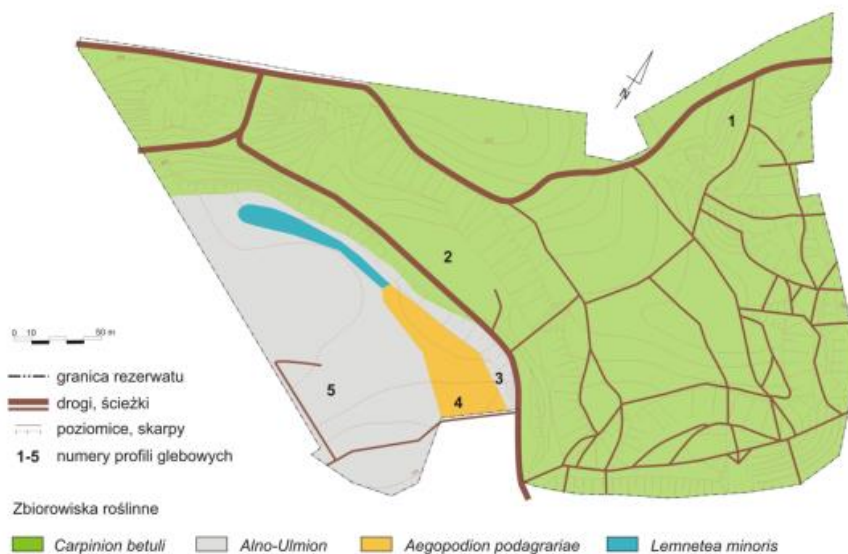 N
1
2
3
4
5
0 10 50 m
granica rezerwatu
drogi, ścieżki
poziomice, skarpy
1-5 numery profili glebowych
Zbiorowiska roślinne
Carpinion betuli Alno-Ulmion Aegopodion podagrariae Lemnetea minoris